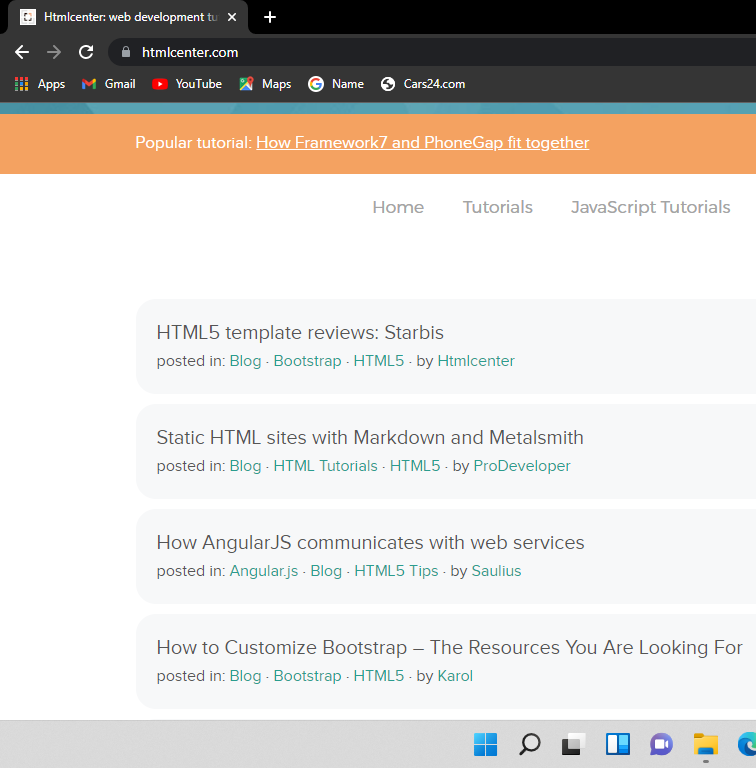 Htmlcenter: web development tu
htmlcenter.com
Apps Gmail YouTube Maps Name Cars24.com
Popular tutorial: How Framework7 and PhoneGap fit together
Home Tutorials JavaScript Tutorials
HTML5 template reviews: Starbis
posted in: Blog · Bootstrap · HTML5 · by Htmlcenter
Static HTML sites with Markdown and Metalsmith
posted in: Blog · HTML Tutorials · HTML5 · by ProDeveloper
How AngularJS communicates with web services
posted in: Angular.js · Blog · HTML5 Tips · by Saulius
How to Customize Bootstrap – The Resources You Are Looking For
posted in: Blog · Bootstrap · HTML5 · by Karol